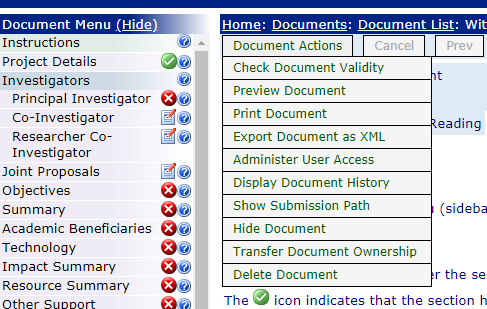 Document Menu (Hide)
Instructions
Project Details
Investigators
Principal Investigator
Co-Investigator
Researcher Co-
Investigator
Joint Proposals
Objectives
Summary
Academic Beneficiaries
Technology
Impact Summary
Resource Summary
Other Support
Home: Documents: Document List: Wit
Document Actions Cancel Prev
Check Document Validity
Preview Document
Print Document
Export Document as XML
Administer User Access
Display Document History
Show Submission Path
Hide Document
Transfer Document Ownership
Delete Document
nt
Reading
(sideba
er the se
The icon indicates that the section h